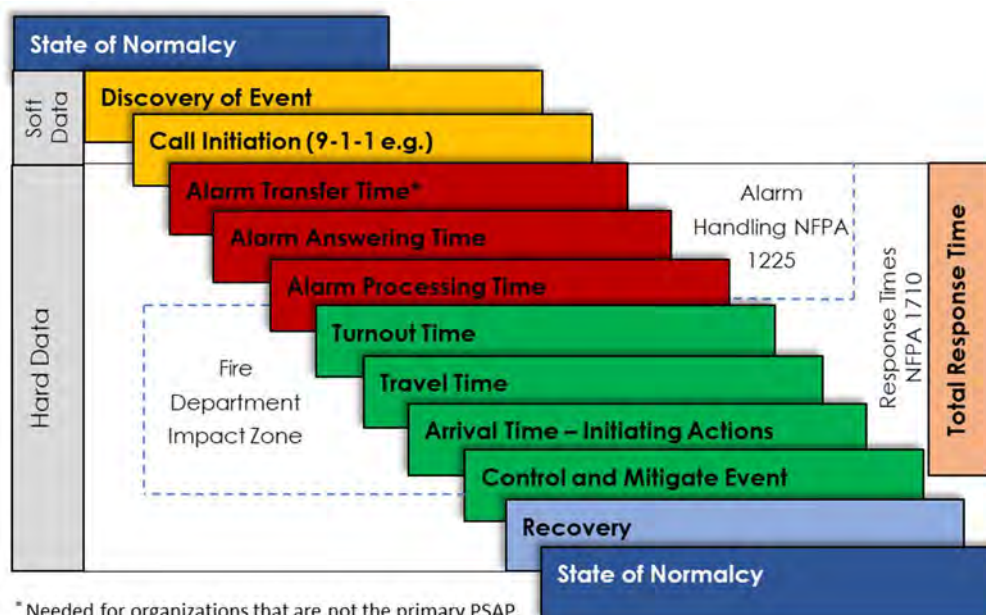 State of Normalcy
Soft
Data
Discovery of Event
Call Initiation (9-1-1 e.g.)
Hard Data
Alarm Transfer Time*
Alarm Answering Time
Alarm Processing Time
Alarm
Handling NFPA
1225
Response Times
NFPA 1710
Total Response Time
Fire
Department
Impact Zone
Turnout Time
Travel Time
Arrival Time – Initiating Actions
Control and Mitigate Event
Recovery
State of Normalcy
* Needed for organizations that are not the primary PSAP